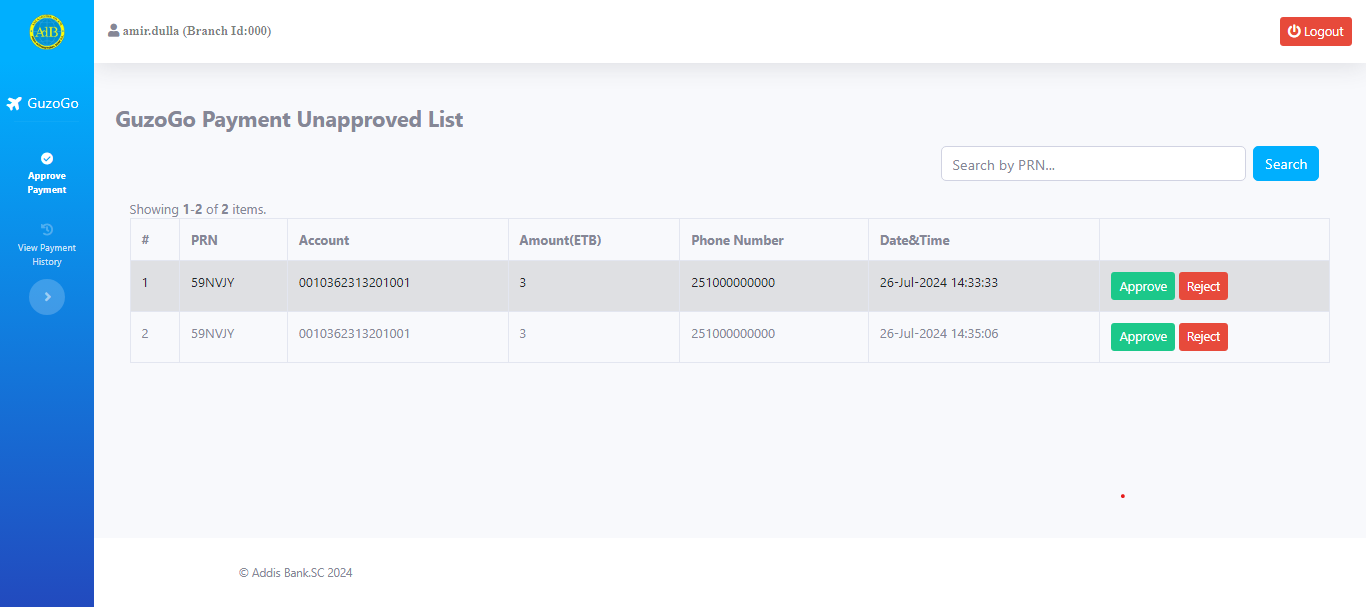 AdB
amir.dulla (Branch Id:000)
Logout
GuzoGo
Approve
Payment
View Payment
History
GuzoGo Payment Unapproved List
Search by PRN...
Search
Showing 1-2 of 2 items.
# PRN Account Amount(ETB) Phone Number Date&Time
1 59NVJY 0010362313201001 3 251000000000 26-Jul-2024 14:33:33 Approve Reject
2 59NVJY 0010362313201001 3 251000000000 26-Jul-2024 14:35:06 Approve Reject
© Addis Bank.SC 2024